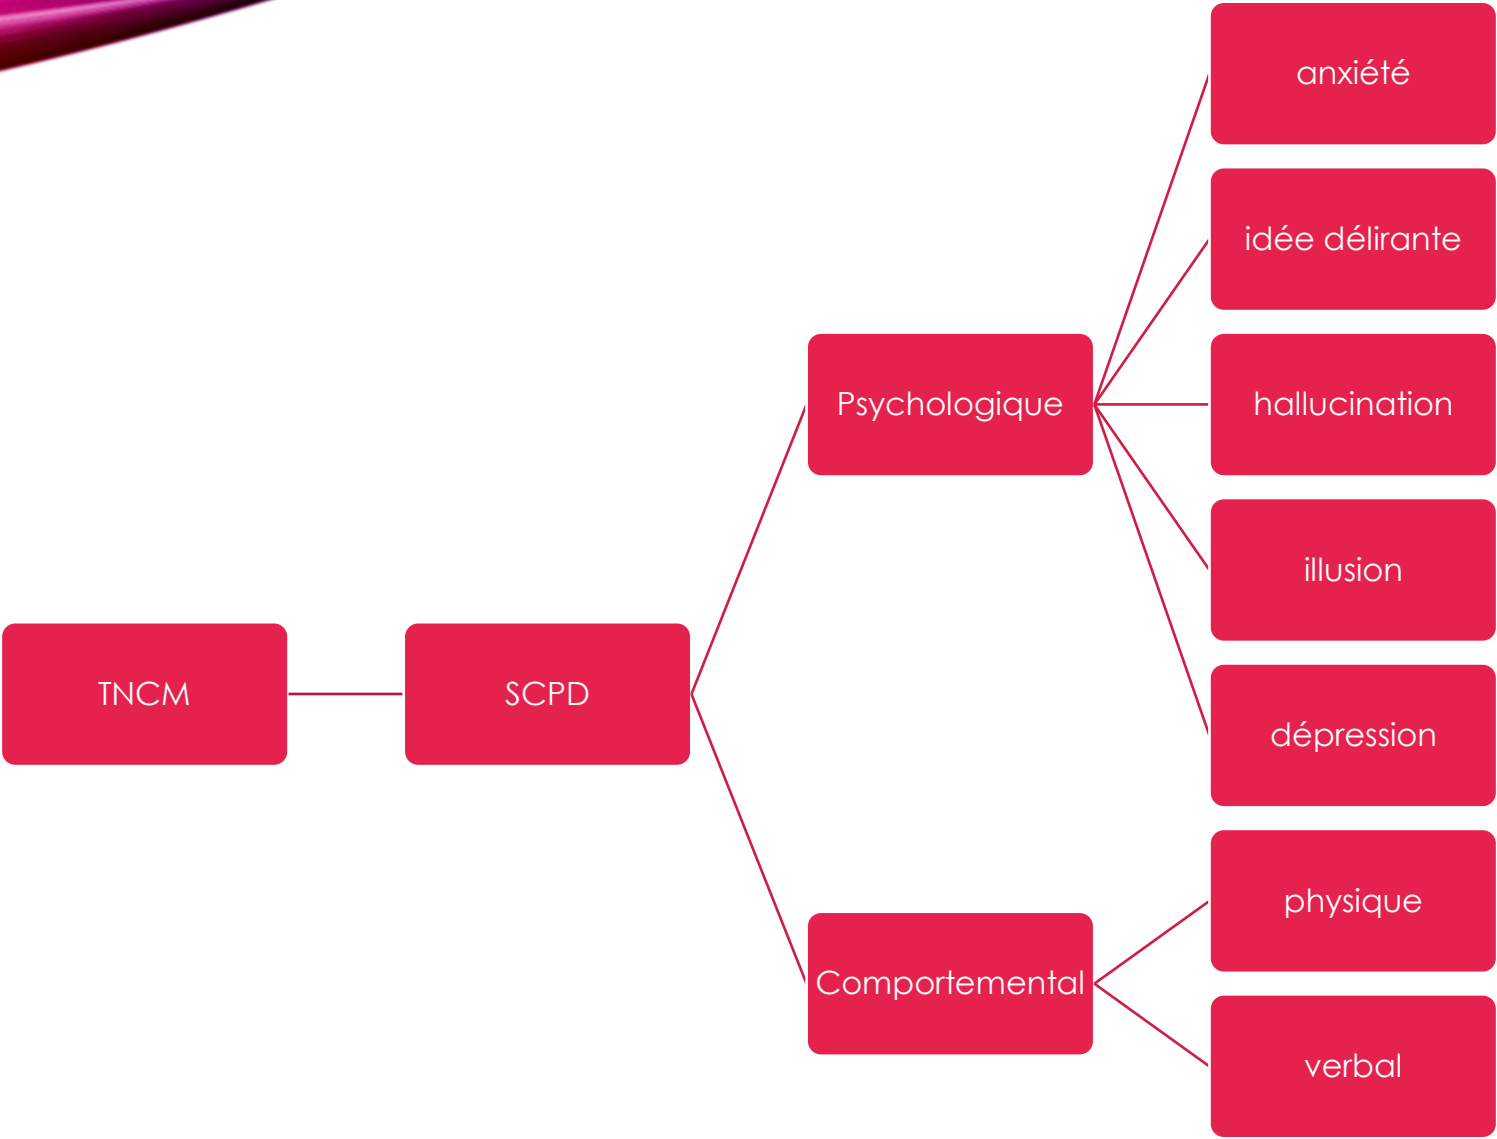 TNCM
SCPD
Psychologique
anxiété
idée délirante
hallucination
illusion
dépression
Comportemental
physique
verbal